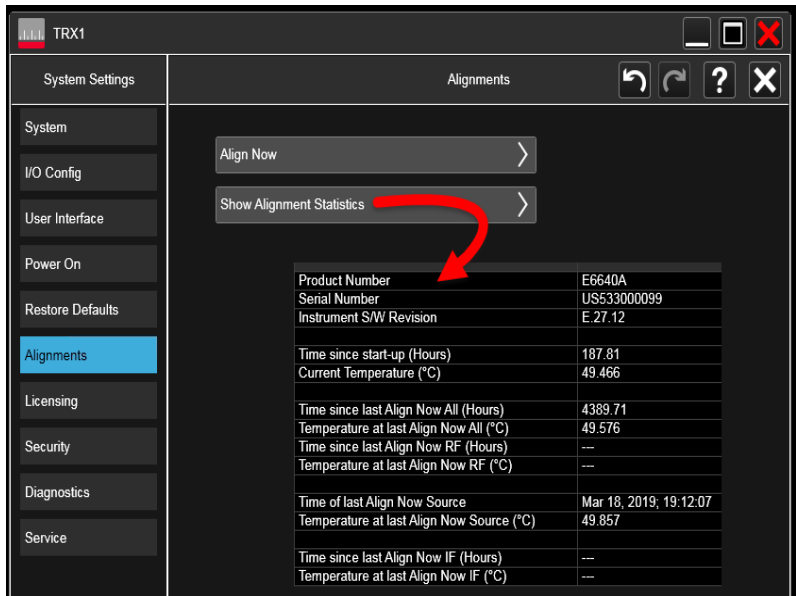 TRX1
System Settings
Alignments
?
System
I/O Config
User Interface
Power On
Restore Defaults
Alignments
Licensing
Security
Diagnostics
Service
Align Now
Show Alignment Statistics
Product Number E6640A
Serial Number US533000099
Instrument S/W Revision E.27.12
Time since start-up (Hours) 187.81
Current Temperature (°C) 49.466
Time since last Align Now All (Hours) 4389.71
Temperature at last Align Now All (°C) 49.576
Time since last Align Now RF (Hours) ---
Temperature at last Align Now RF (°C) ---
Time of last Align Now Source Mar 18, 2019; 19:12:07
Temperature at last Align Now Source (°C) 49.857
Time since last Align Now IF (Hours) ---
Temperature at last Align Now IF (°C) ---